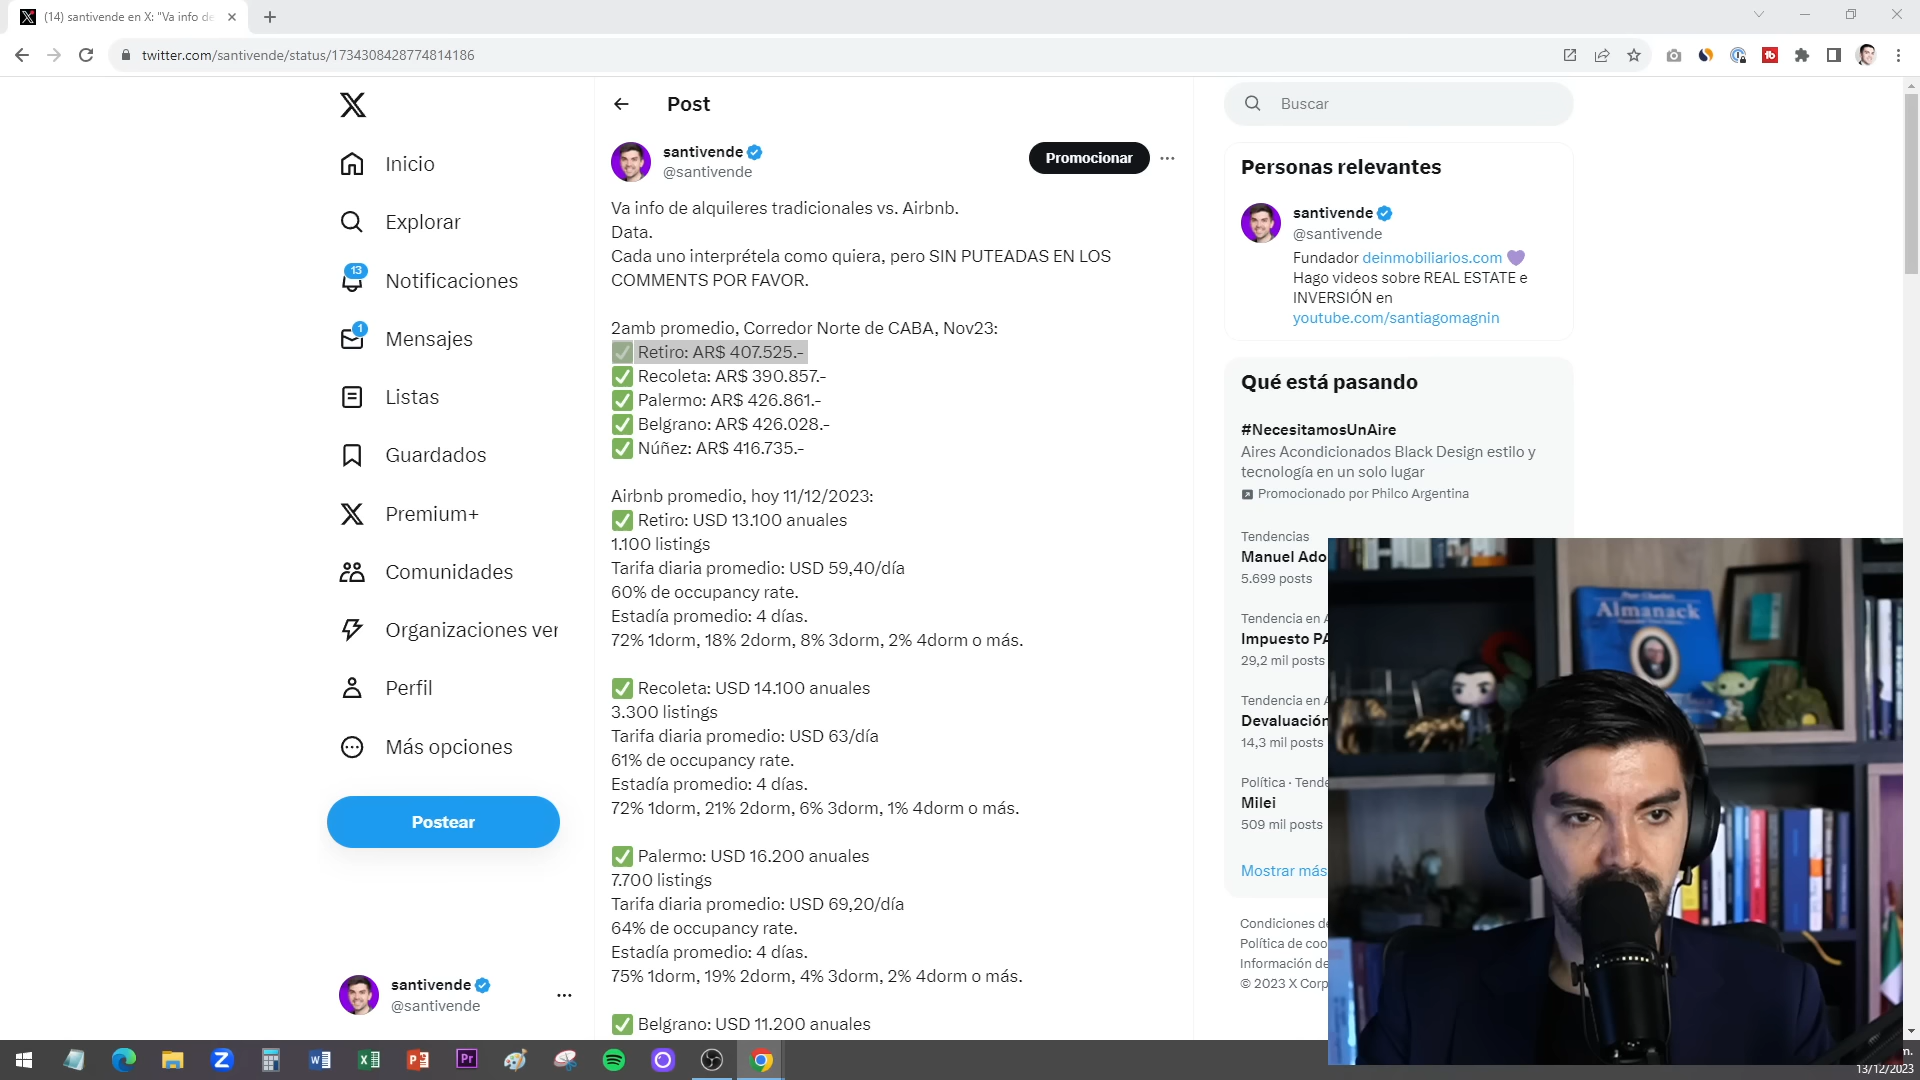 (14) santivende en X: "Va info de
twitter.com/santivende/status/1734308428774814186
Inicio
Explorar
13
Notificaciones
1
Mensajes
Listas
Guardados
Premium+
Comunidades
Organizaciones ver
Perfil
Más opciones
Postear
santivende
@santivende
Post
santivende
@santivende
Promocionar
Va info de alquileres tradicionales vs. Airbnb.
Data.
Cada uno interprétela como quiera, pero SIN PUTEADAS EN LOS
COMMENTS POR FAVOR.
2amb promedio, Corredor Norte de CABA, Nov23:
✅ Retiro: AR$ 407.525.-
✅ Recoleta: AR$ 390.857.-
✅ Palermo: AR$ 426.861.-
✅ Belgrano: AR$ 426.028.-
✅ Núñez: AR$ 416.735.-
Airbnb promedio, hoy 11/12/2023:
✅ Retiro: USD 13.100 anuales
1.100 listings
Tarifa diaria promedio: USD 59,40/día
60% de occupancy rate.
Estadía promedio: 4 días.
72% 1dorm, 18% 2dorm, 8% 3dorm, 2% 4dorm o más.
✅ Recoleta: USD 14.100 anuales
3.300 listings
Tarifa diaria promedio: USD 63/día
61% de occupancy rate.
Estadía promedio: 4 días.
72% 1dorm, 21% 2dorm, 6% 3dorm, 1% 4dorm o más.
✅ Palermo: USD 16.200 anuales
7.700 listings
Tarifa diaria promedio: USD 69,20/día
64% de occupancy rate.
Estadía promedio: 4 días.
75% 1dorm, 19% 2dorm, 4% 3dorm, 2% 4dorm o más.
✅ Belgrano: USD 11.200 anuales
Buscar
Personas relevantes
santivende
@santivende
Fundador deinmobiliarios.com 💜
Hago videos sobre REAL ESTATE e
INVERSIÓN en
youtube.com/santiagomagnin
Qué está pasando
#NecesitamosUnAire
Aires Acondicionados Black Design estilo y
tecnología en un solo lugar
Promocionado por Philco Argentina
Tendencias
Manuel Ado
5.699 posts
Tendencia en A
Impuesto PA
29,2 mil posts
Tendencia en A
Devaluación
14,3 mil posts
Política · Tende
Milei
509 mil posts
Mostrar más
Condiciones de
Política de coo
Información de
© 2023 X Corp
Almanack
Pr
13/12/2023